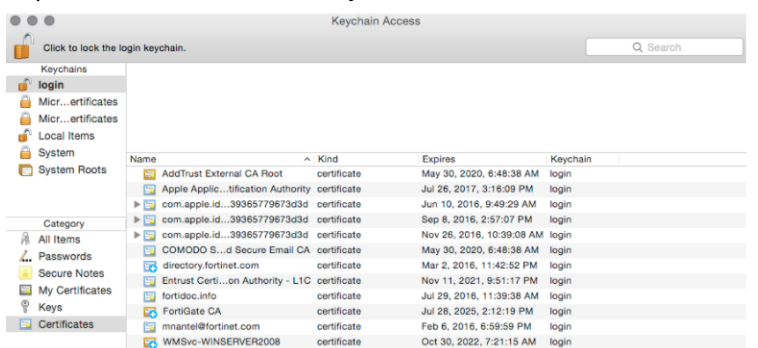 Keychain Access
Click to lock the login keychain.
Search
Keychains
login
Micr...ertificates
Micr...ertificates
Local Items
System
System Roots
Category
All Items
Passwords
Secure Notes
My Certificates
Keys
Certificates
Name Kind Expires Keychain
AddTrust External CA Root certificate May 30, 2020, 6:48:38 AM login
Apple Applic...tification Authority certificate Jul 26, 2017, 3:16:09 PM login
com.apple.id...39365779673d3d certificate Jun 10, 2016, 9:49:29 AM login
com.apple.id...39365779673d3d certificate Sep 8, 2016, 2:57:07 PM login
com.apple.id...39365779673d3d certificate Nov 26, 2016, 10:39:08 AM login
COMODO S...d Secure Email CA certificate May 30, 2020, 6:48:38 AM login
directory.fortinet.com certificate Mar 2, 2016, 11:42:52 PM login
Entrust Certi...on Authority - L1C certificate Nov 11, 2021, 9:51:17 PM login
fortidoc.info certificate Jul 29, 2016, 11:39:38 AM login
FortiGate CA certificate Jul 28, 2025, 2:12:19 PM login
mnantel@fortinet.com certificate Feb 6, 2016, 6:59:59 PM login
WMSvc-WINSERVER2008 certificate Oct 30, 2022, 7:21:15 AM login